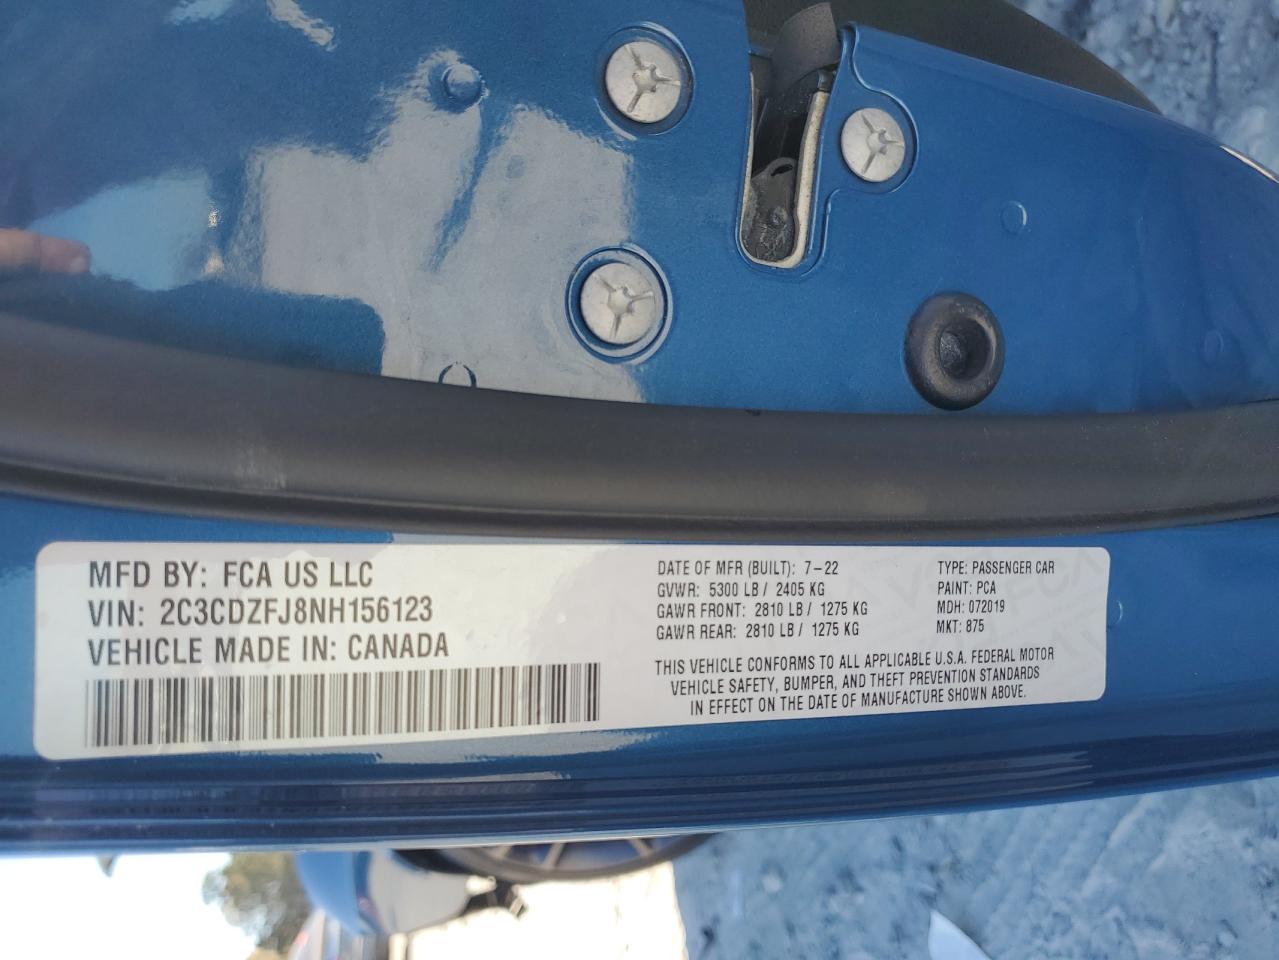 MFD BY: FCA US LLC
VIN: 2C3CDZFJ8NH156123
VEHICLE MADE IN: CANADA
DATE OF MFR (BUILT): 7-22
GVWR: 5300 LB / 2405 KG
GAWR FRONT: 2810 LB / 1275 KG
GAWR REAR: 2810 LB / 1275 KG
TYPE: PASSENGER CAR
PAINT: PCA
MDH: 072019
MKT: 875
THIS VEHICLE CONFORMS TO ALL APPLICABLE U.S.A. FEDERAL MOTOR
VEHICLE SAFETY, BUMPER, AND THEFT PREVENTION STANDARDS
IN EFFECT ON THE DATE OF MANUFACTURE SHOWN ABOVE.